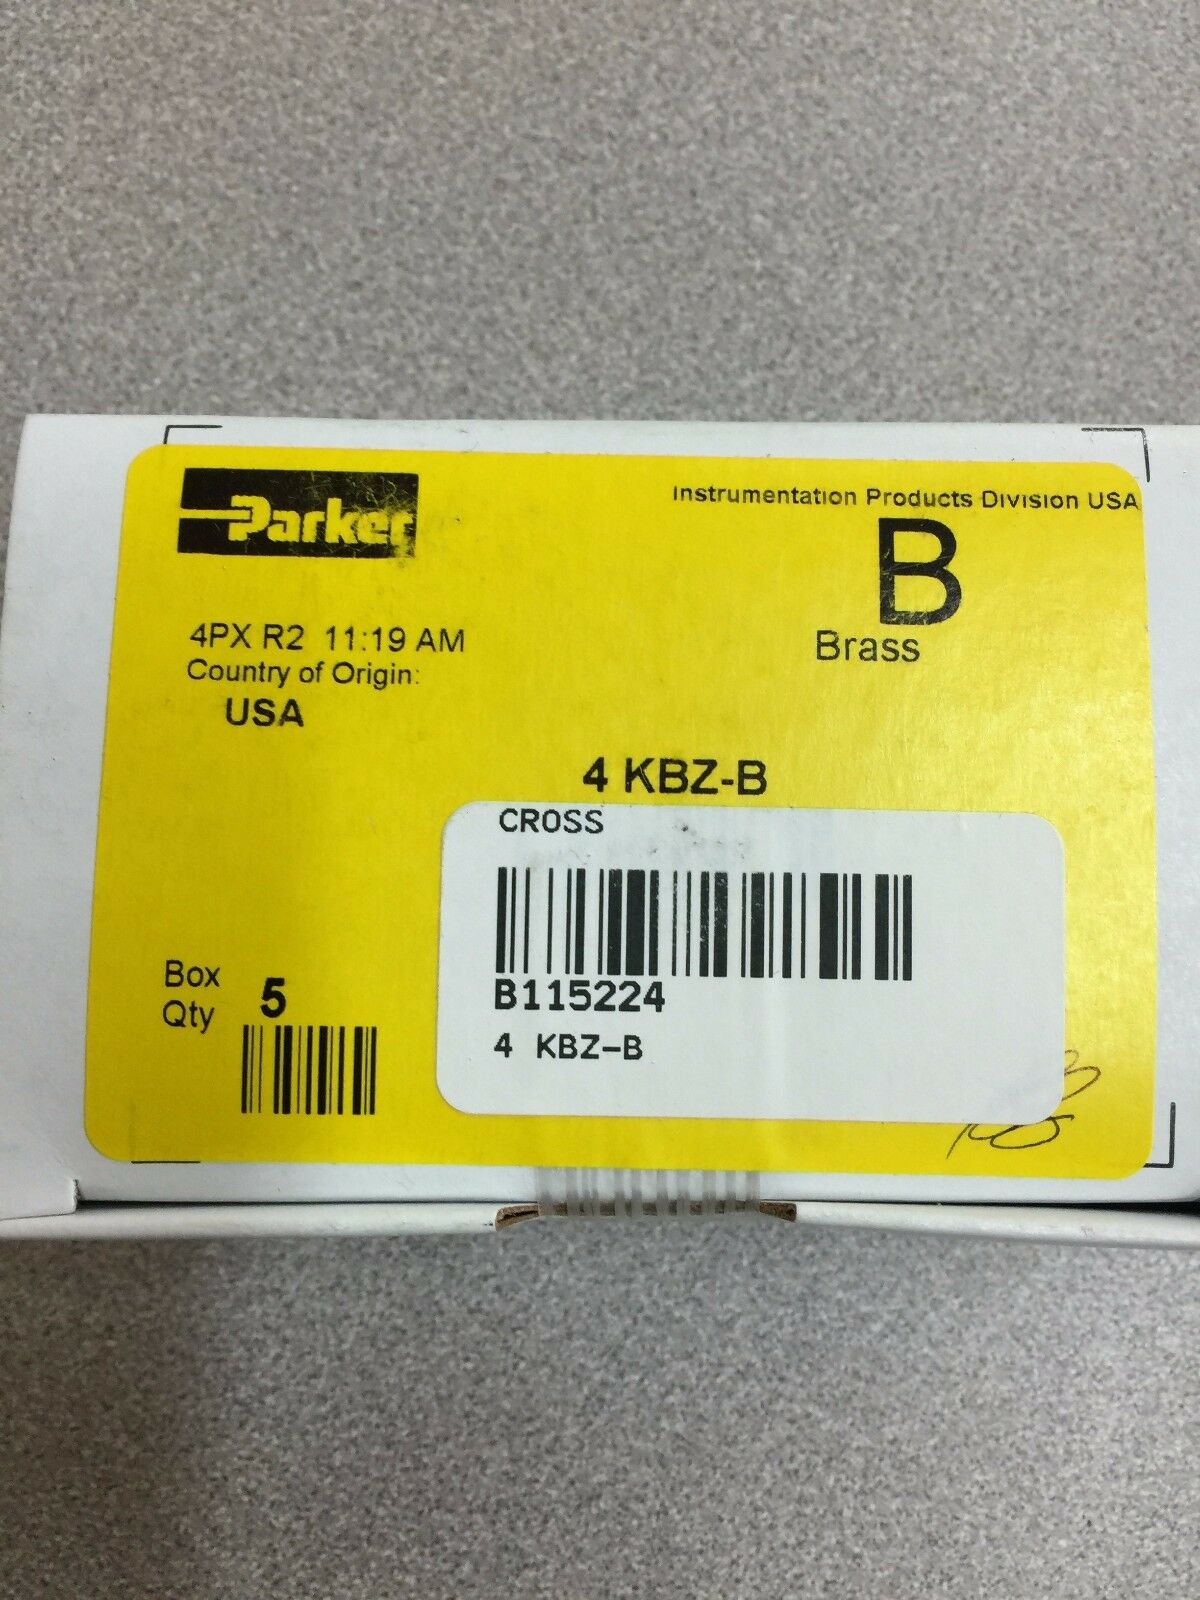 Parker
Instrumentation Products Division USA
B
Brass
4PX R2 11:19 AM
Country of Origin:
USA
4 KBZ-B
CROSS
B115224
4 KBZ-B
Box
Qty
5